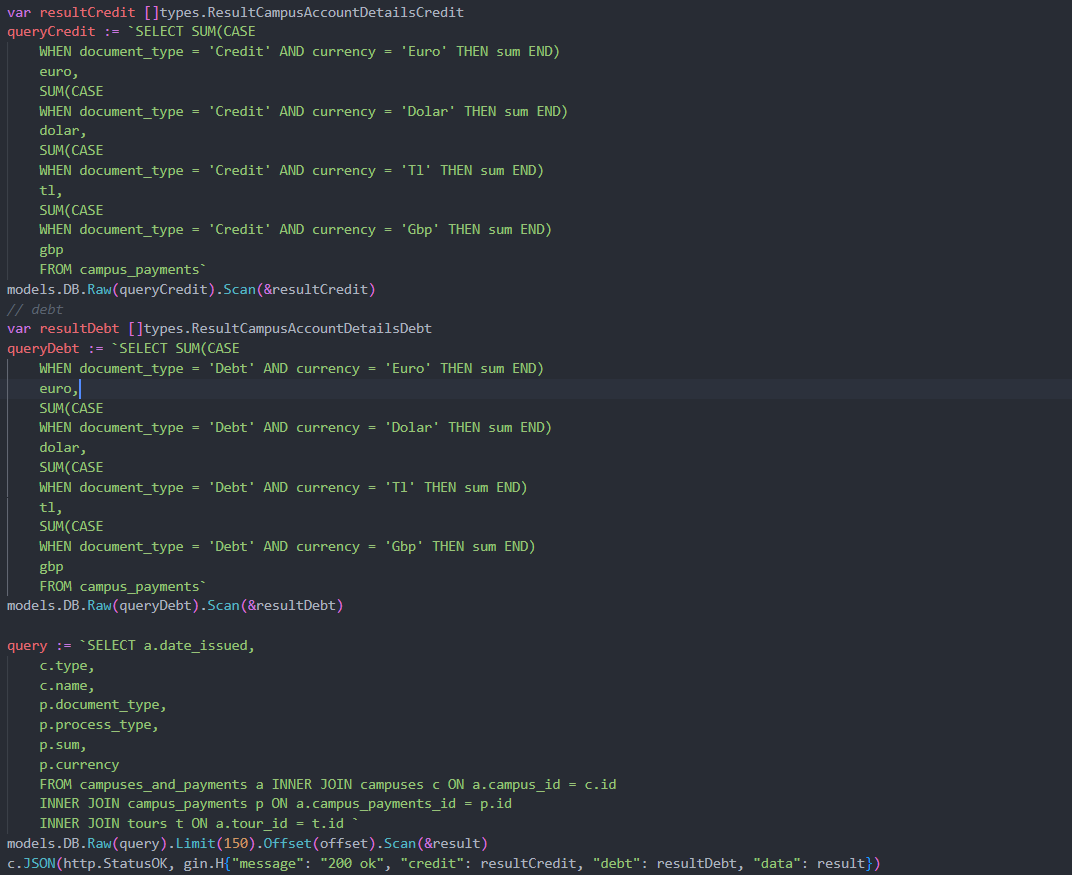 var resultCredit []types.ResultCampusAccountDetailsCredit
queryCredit := `SELECT SUM(CASE
    WHEN document_type = 'Credit' AND currency = 'Euro' THEN sum END)
    euro,
    SUM(CASE
    WHEN document_type = 'Credit' AND currency = 'Dolar' THEN sum END)
    dolar,
    SUM(CASE
    WHEN document_type = 'Credit' AND currency = 'Tl' THEN sum END)
    tl,
    SUM(CASE
    WHEN document_type = 'Credit' AND currency = 'Gbp' THEN sum END)
    gbp
    FROM campus_payments`
models.DB.Raw(queryCredit).Scan(&resultCredit)
// debt
var resultDebt []types.ResultCampusAccountDetailsDebt
queryDebt := `SELECT SUM(CASE
    WHEN document_type = 'Debt' AND currency = 'Euro' THEN sum END)
    euro,
    SUM(CASE
    WHEN document_type = 'Debt' AND currency = 'Dolar' THEN sum END)
    dolar,
    SUM(CASE
    WHEN document_type = 'Debt' AND currency = 'Tl' THEN sum END)
    tl,
    SUM(CASE
    WHEN document_type = 'Debt' AND currency = 'Gbp' THEN sum END)
    gbp
    FROM campus_payments`
models.DB.Raw(queryDebt).Scan(&resultDebt)

query := `SELECT a.date_issued,
    c.type,
    c.name,
    p.document_type,
    p.process_type,
    p.sum,
    p.currency
    FROM campuses_and_payments a INNER JOIN campuses c ON a.campus_id = c.id
    INNER JOIN campus_payments p ON a.campus_payments_id = p.id
    INNER JOIN tours t ON a.tour_id = t.id `
models.DB.Raw(query).Limit(150).Offset(offset).Scan(&result)
c.JSON(http.StatusOK, gin.H{"message": "200 ok", "credit": resultCredit, "debt": resultDebt, "data": result})